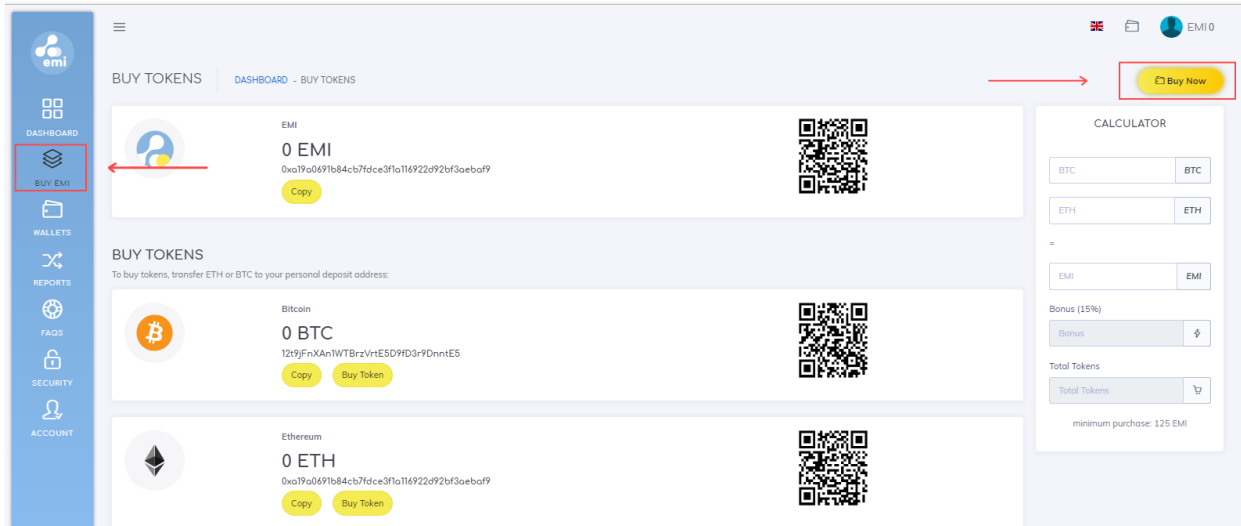 emi
DASHBOARD
BUY EMI
WALLETS
REPORTS
FAQS
SECURITY
ACCOUNT
EMI 0
BUY TOKENS
DASHBOARD - BUY TOKENS
Buy Now
EMI
0 EMI
0xa19a0691b84cb7fdce3f1a116922d92bf3aebaf9
Copy
BUY TOKENS
To buy tokens, transfer ETH or BTC to your personal deposit address:
Bitcoin
0 BTC
12t9jFnXAn1WTBrzVrtE5D9fD3r9DnntE5
Copy Buy Token
Ethereum
0 ETH
0xa19a0691b84cb7fdce3f1a116922d92bf3aebaf9
Copy Buy Token
CALCULATOR
BTC BTC
ETH ETH
=
EMI EMI
Bonus (15%)
Bonus
Total Tokens
Total Tokens
minimum purchase: 125 EMI